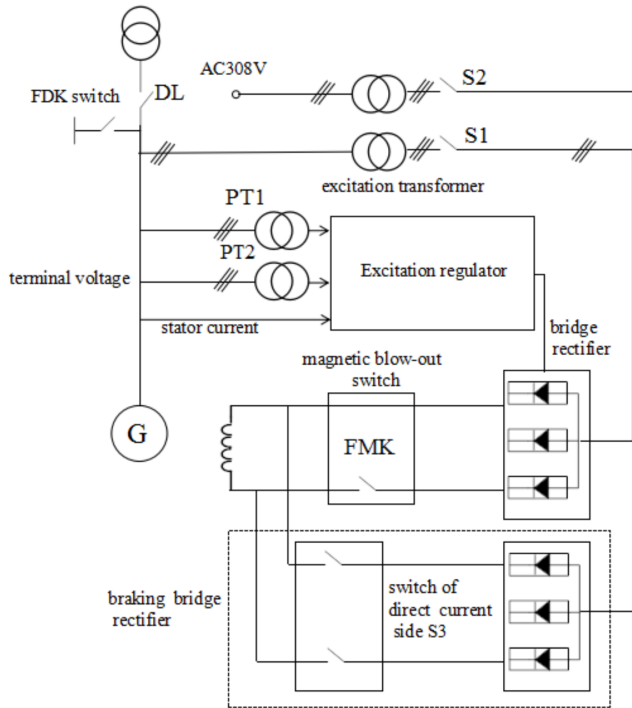 AC308V
S2
FDK switch
DL
S1
excitation transformer
PT1
PT2
Excitation regulator
terminal voltage
stator current
bridge
rectifier
magnetic blow-out
switch
G
FMK
braking bridge
rectifier
switch of
direct current
side S3